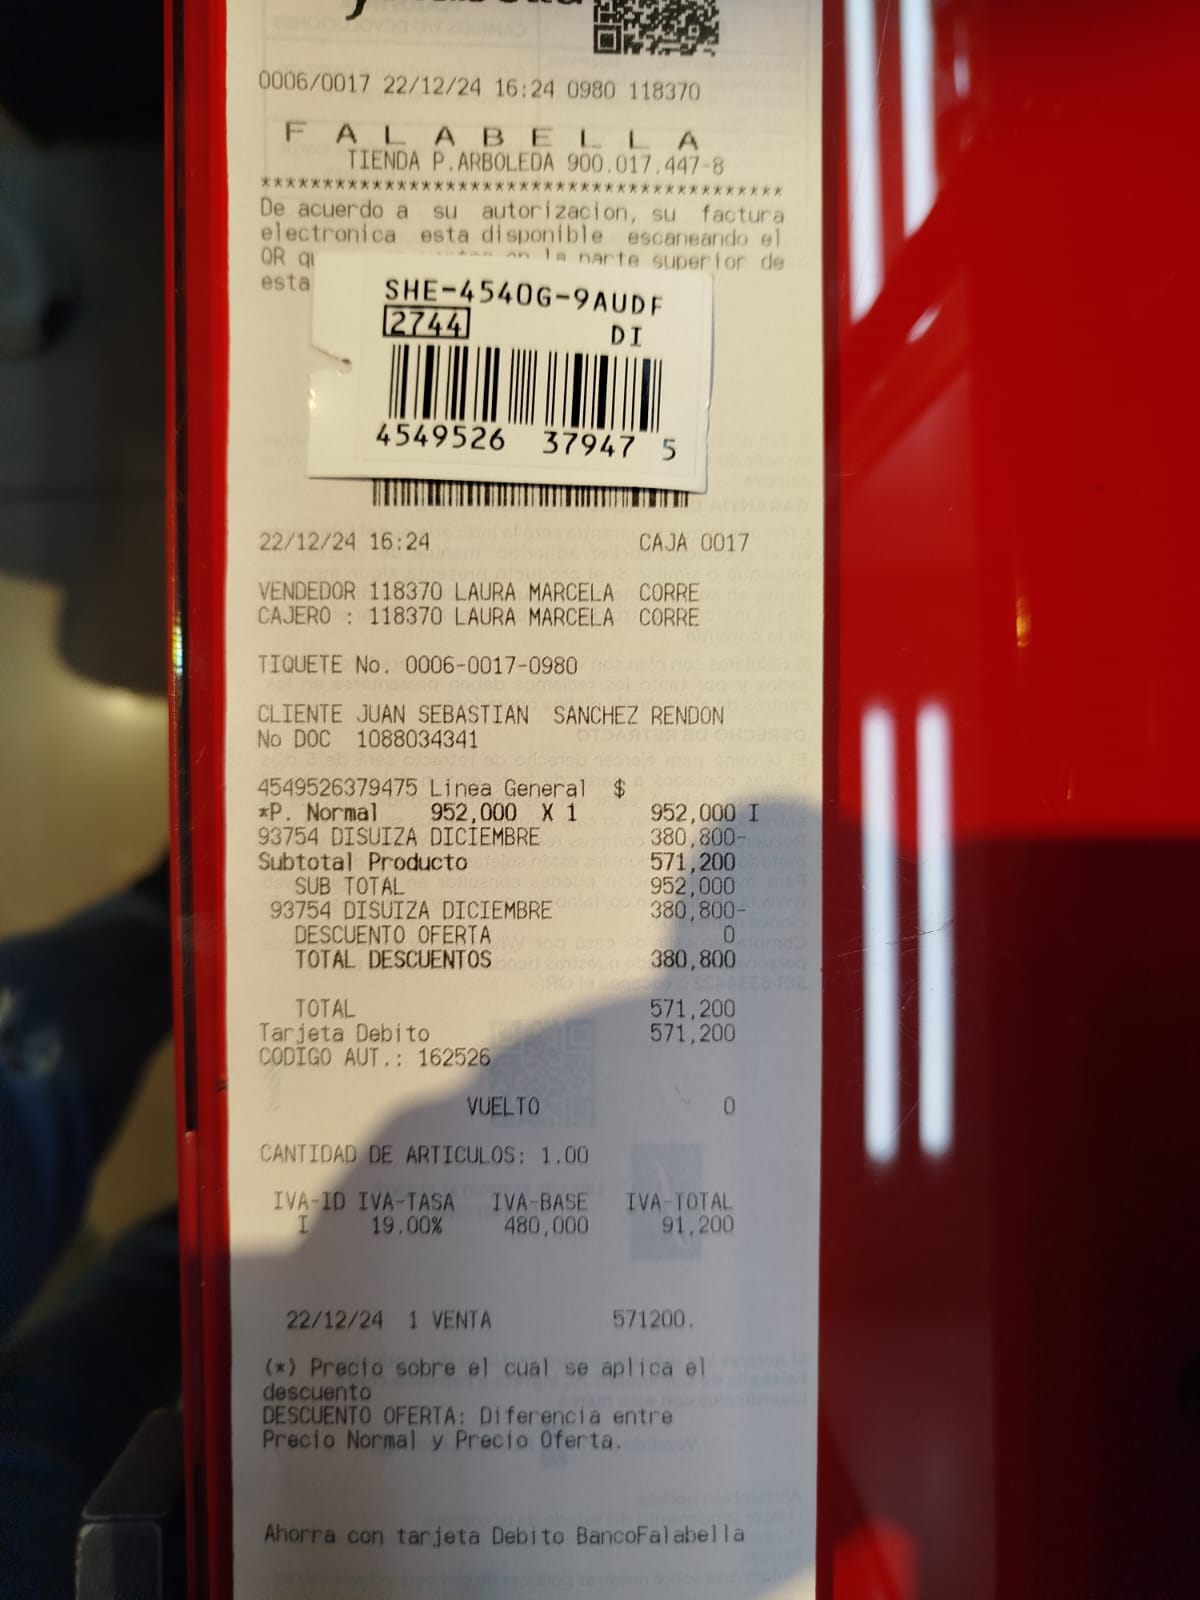 0006/0017 22/12/24 16:24 0980 118370
F A L A B E L L A
TIENDA P.ARBOLEDA 900.017.447-8
*******************************************
De acuerdo a su autorizacion, su factura
electronica esta disponible escaneando el
QR en la parte superior de
esta
SHE-4540G-9AUDF
2744 DI
4549526 37947 5
22/12/24 16:24 CAJA 0017
VENDEDOR 118370 LAURA MARCELA CORRE
CAJERO : 118370 LAURA MARCELA CORRE
TIQUETE No. 0006-0017-0980
CLIENTE JUAN SEBASTIAN SANCHEZ RENDON
No DOC 1088034341
4549526379475 Linea General $
*P. Normal 952,000 X 1 952,000 I
93754 DISUIZA DICIEMBRE 380,800-
Subtotal Producto 571,200
SUB TOTAL 952,000
93754 DISUIZA DICIEMBRE 380,800-
DESCUENTO OFERTA 0
TOTAL DESCUENTOS 380,800
TOTAL 571,200
Tarjeta Debito 571,200
CODIGO AUT.: 162526
VUELTO 0
CANTIDAD DE ARTICULOS: 1.00
IVA-ID IVA-TASA IVA-BASE IVA-TOTAL
I 19.00% 480,000 91,200
22/12/24 1 VENTA 571200.
(*) Precio sobre el cual se aplica el
descuento
DESCUENTO OFERTA: Diferencia entre
Precio Normal y Precio Oferta.
Ahorra con tarjeta Debito BancoFalabella